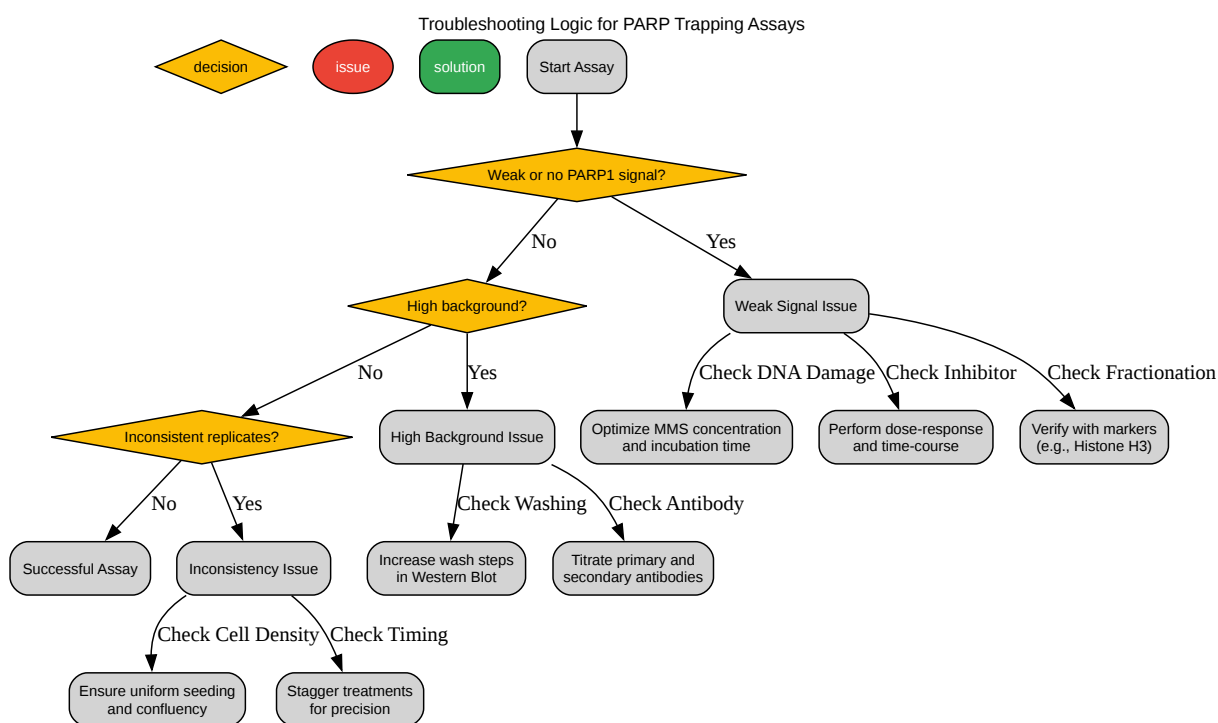 Troubleshooting Logic for PARP Trapping Assays
decision
issue
solution
Start Assay
Weak or no PARP1 signal?
No
Yes
High background?
Weak Signal Issue
No
Yes
Check DNA Damage
Check Inhibitor
Check Fractionation
Inconsistent replicates?
High Background Issue
Optimize MMS concentration
and incubation time
Perform dose-response
and time-course
Verify with markers
(e.g., Histone H3)
No
Yes
Check Washing
Check Antibody
Successful Assay
Inconsistency Issue
Increase wash steps
in Western Blot
Titrate primary and
secondary antibodies
Check Cell Density
Check Timing
Ensure uniform seeding
and confluency
Stagger treatments
for precision